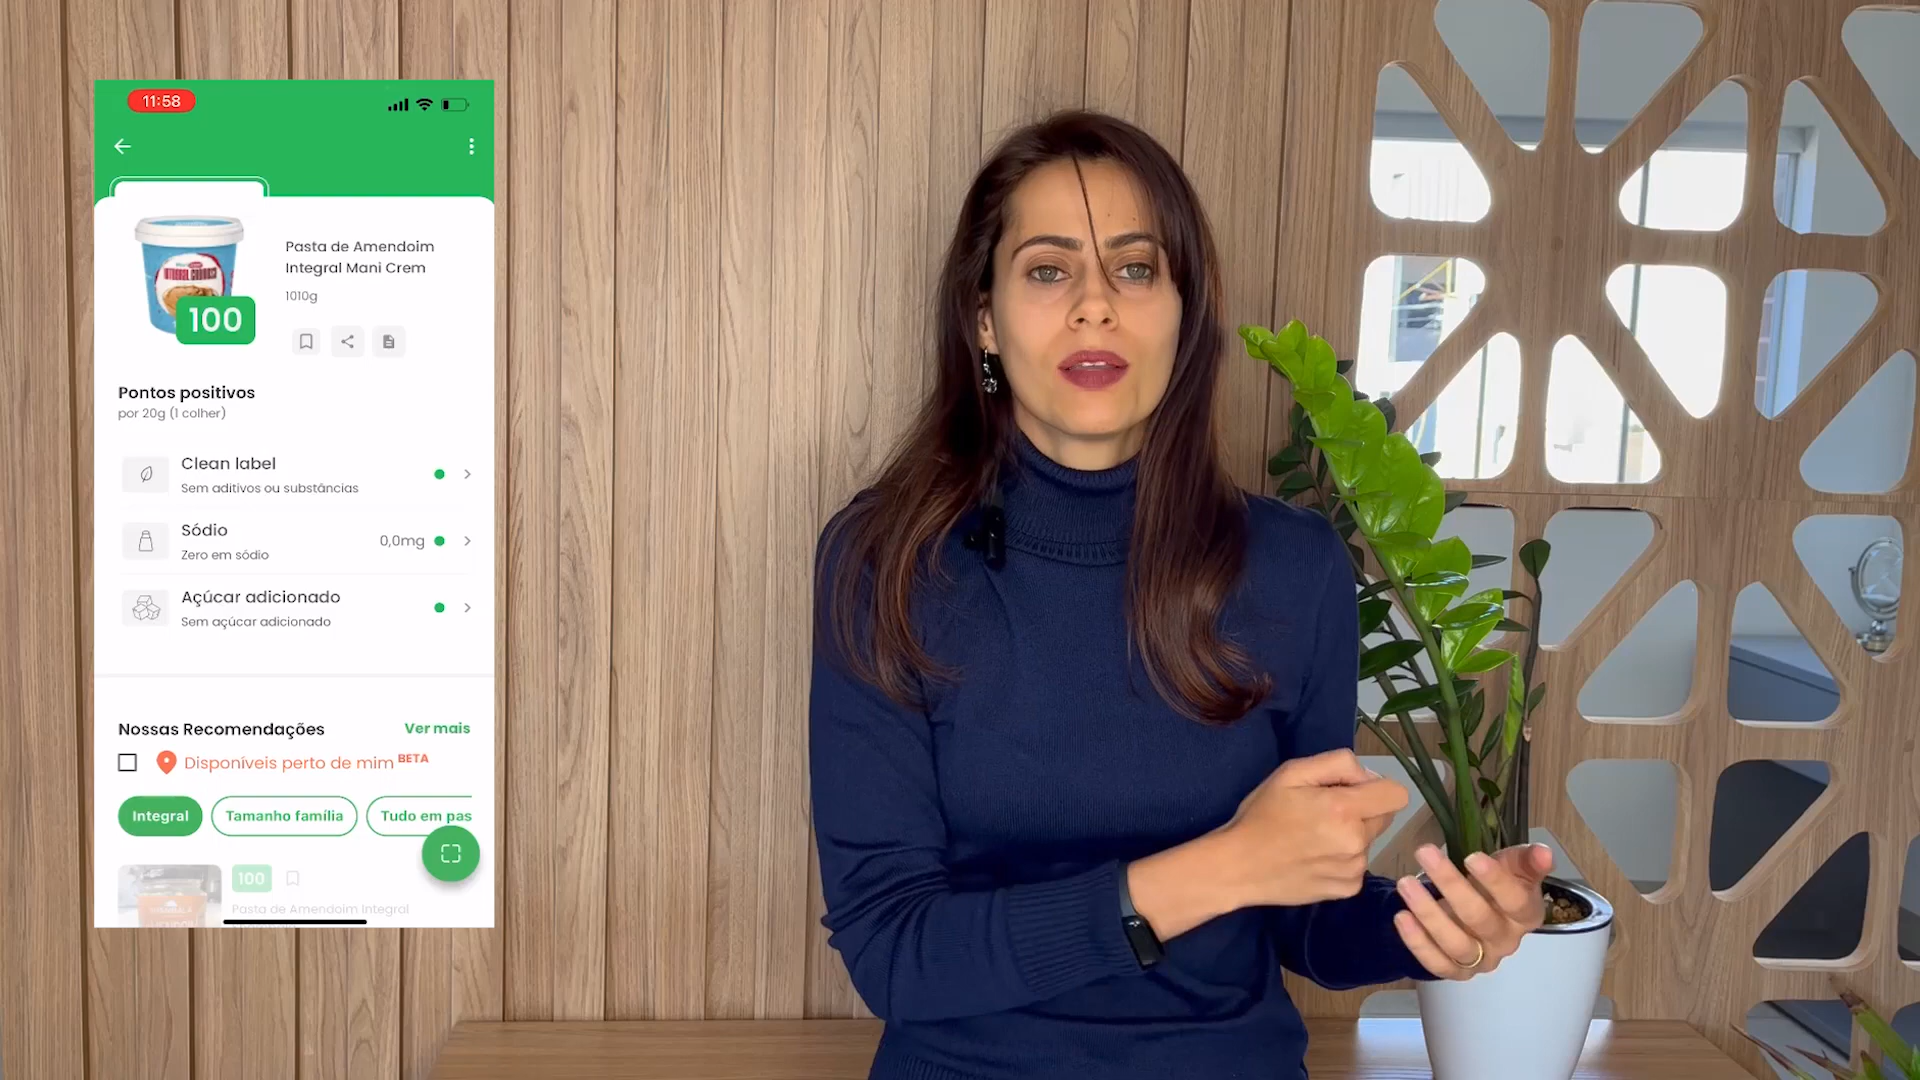 11:58
Pasta de Amendoim
Integral Mani Crem
1010g
INTEGRAL
100
Pontos positivos
por 20g (1 colher)
Clean label
Sem aditivos ou substâncias
Sódio
0,0mg
Zero em sódio
Açúcar adicionado
Sem açúcar adicionado
Nossas Recomendações
Ver mais
Disponíveis perto de mim BETA
Integral
Tamanho família
Tudo em pas
100
Pasta de Amendoim Integral